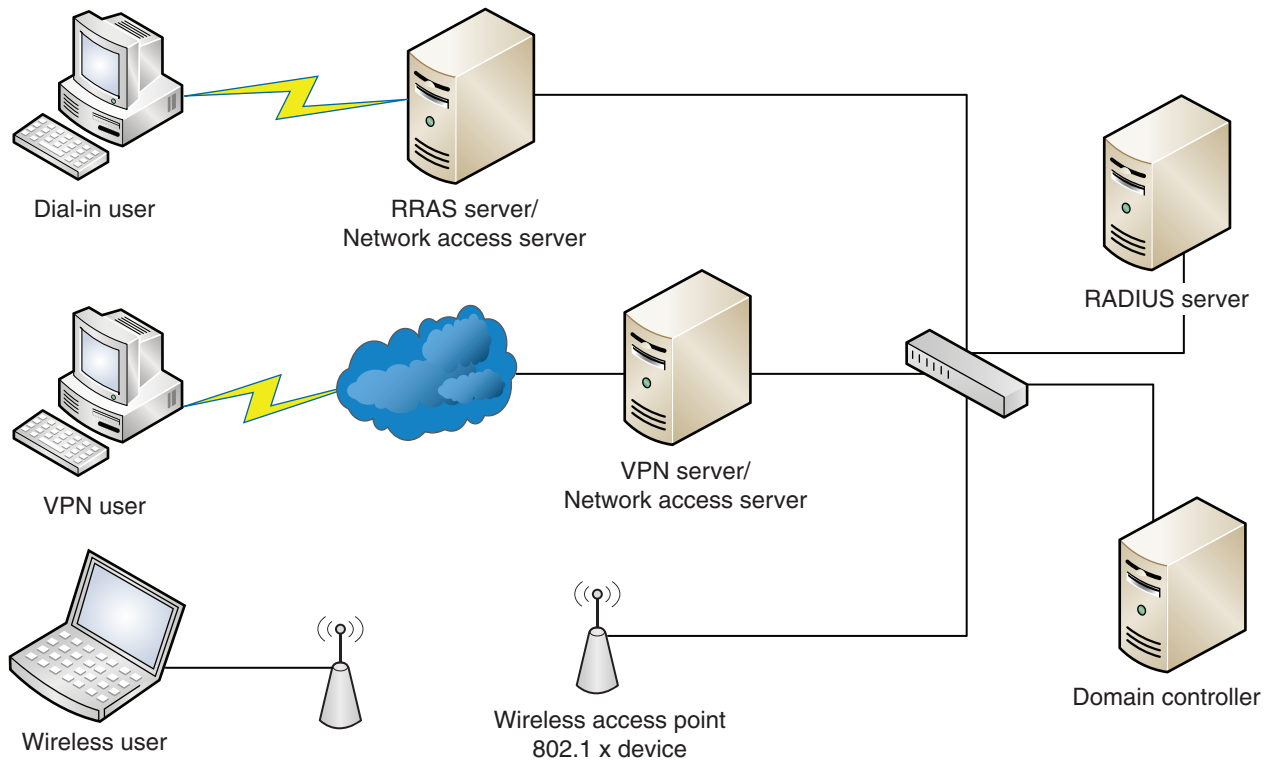 Dial-in user
RRAS server/
Network access server
RADIUS server
VPN user
VPN server/
Network access server
Domain controller
Wireless user
Wireless access point
802.1 x device